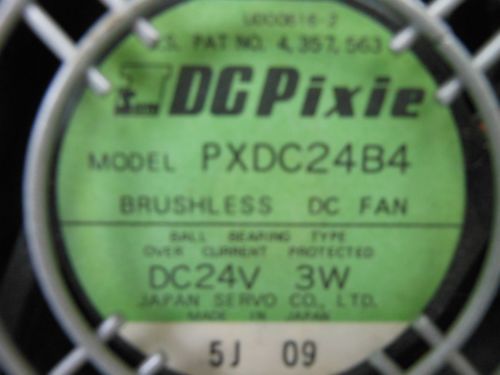 U.S. PAT NO. 4,357,563
DC Pixie
MODEL PXDC24B4
BRUSHLESS DC FAN
BALL BEARING TYPE
OVER CURRENT PROTECTED
DC24V 3W
JAPAN SERVO CO., LTD.
MADE IN JAPAN
5J 09